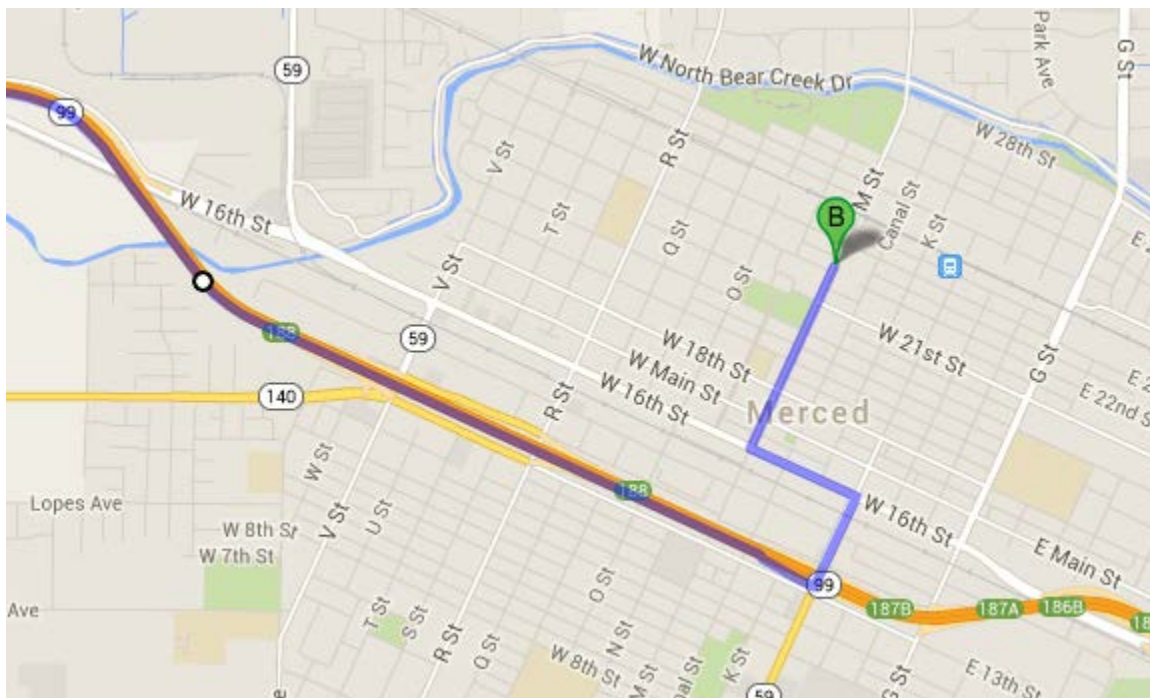 Park Ave
G St
59
W North Bear Creek Dr
99
W 28th St
R St
V St
M St
Canal St
K St
B
W 16th St
T St
Q St
O St
V St
188
59
W 18th St
W 21st St
G St
W Main St
W 16th St
140
R St
Merced
E 22nd S
W St
188
Lopes Ave
U St
V St
W 8th St
W 7th St
W 16th St
E Main St
O St
99
187B
187A
186B
18
Ave
T St
S St
R St
Q St
N St
M St
W 8th St
Canal St
K St
59
G St
E 13th St